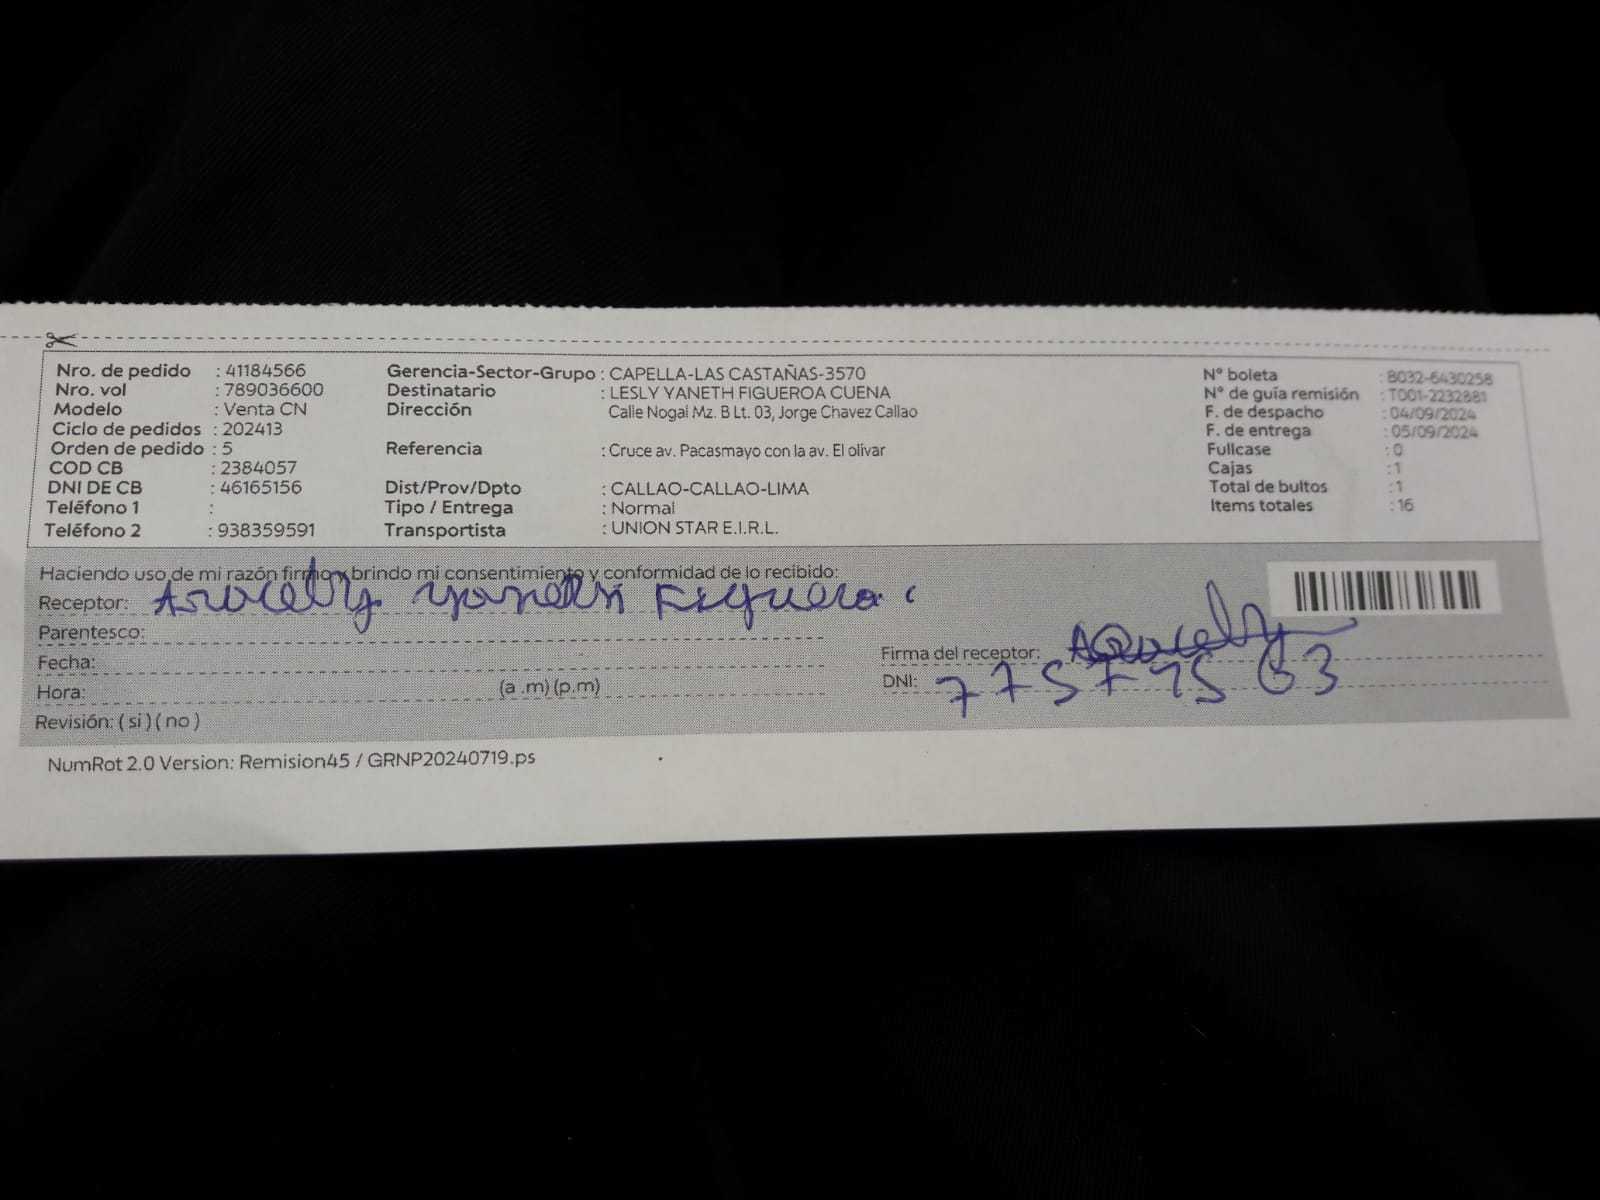 Nro. de pedido : 41184566
Nro. vol : 789036600
Modelo : Venta CN
Ciclo de pedidos : 202413
Orden de pedido : 5
COD CB : 2384057
DNI DE CB : 46165156
Teléfono 1 :
Teléfono 2 : 938359591
Gerencia-Sector-Grupo : CAPELLA-LAS CASTAÑAS-3570
Destinatario : LESLY YANETH FIGUEROA CUENA
Dirección Calle Nogal Mz. B Lt. 03, Jorge Chavez Callao
Referencia : Cruce av. Pacasmayo con la av. El olivar
Dist/Prov/Dpto : CALLAO-CALLAO-LIMA
Tipo / Entrega : Normal
Transportista : UNION STAR E.I.R.L.
N° boleta : B032-6430258
N° de guía remisión : T001-2232881
F. de despacho : 04/09/2024
F. de entrega : 05/09/2024
Fullcase : 0
Cajas : 1
Total de bultos : 1
Items totales : 16
Haciendo uso de mi razón firmo y brindo mi consentimiento y conformidad de lo recibido:
Receptor: Aracely Yaneth Figueroa C
Parentesco:
Fecha:
Hora: (a .m) (p.m)
Revisión: ( si ) ( no )
Firma del receptor: Aracely
DNI:
NumRot 2.0 Version: Remision45 / GRNP20240719.ps